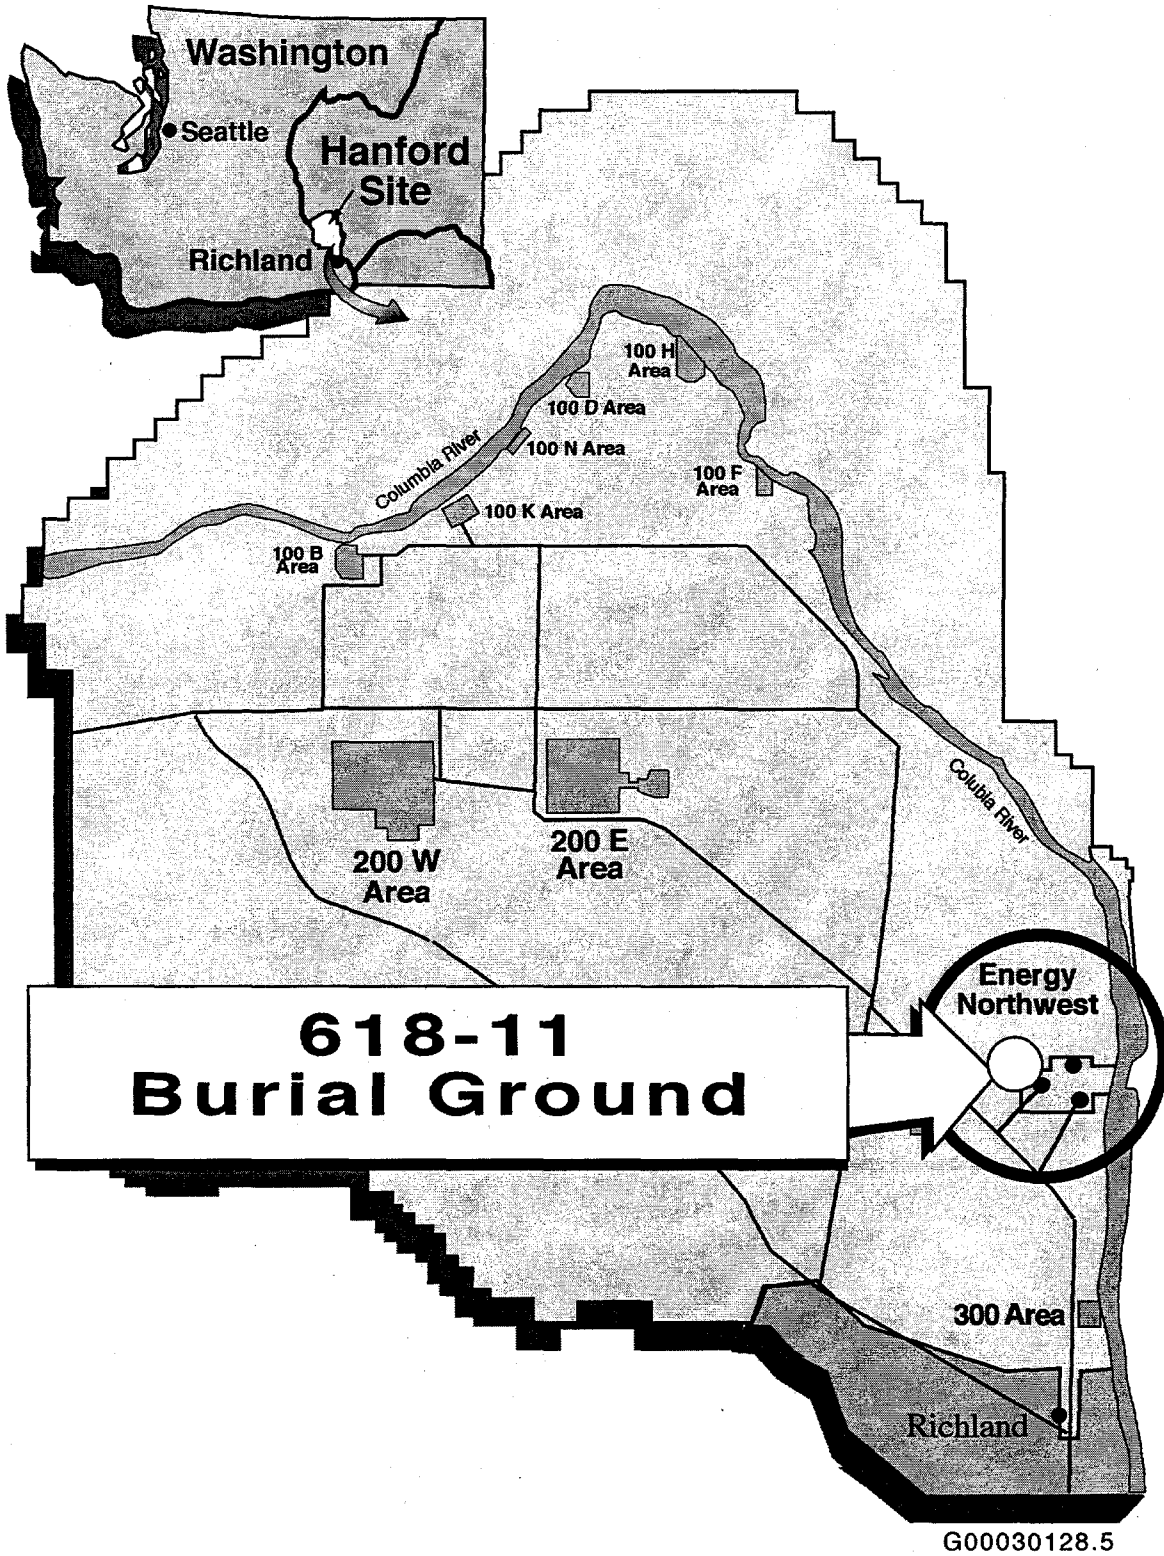 Washington
Seattle
Hanford
Site
Richland
100 H
Area
100 D Area
Columbia River
100 N Area
100 F
Area
100 K Area
100 B
Area
Colubia River
200 W
Area
200 E
Area
Energy
Northwest
618-11
Burial Ground
300 Area
Richland
G00030128.5